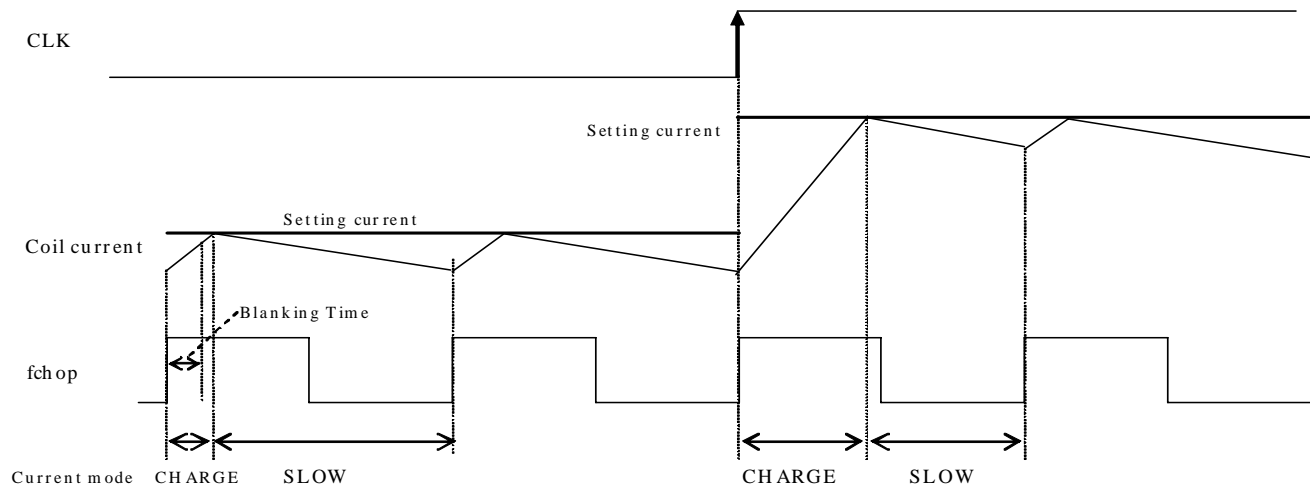 CLK
Setting current
Setting current
Coil current
Blanking Time
fchop
Current mode CHARGE SLOW CHARGE SLOW